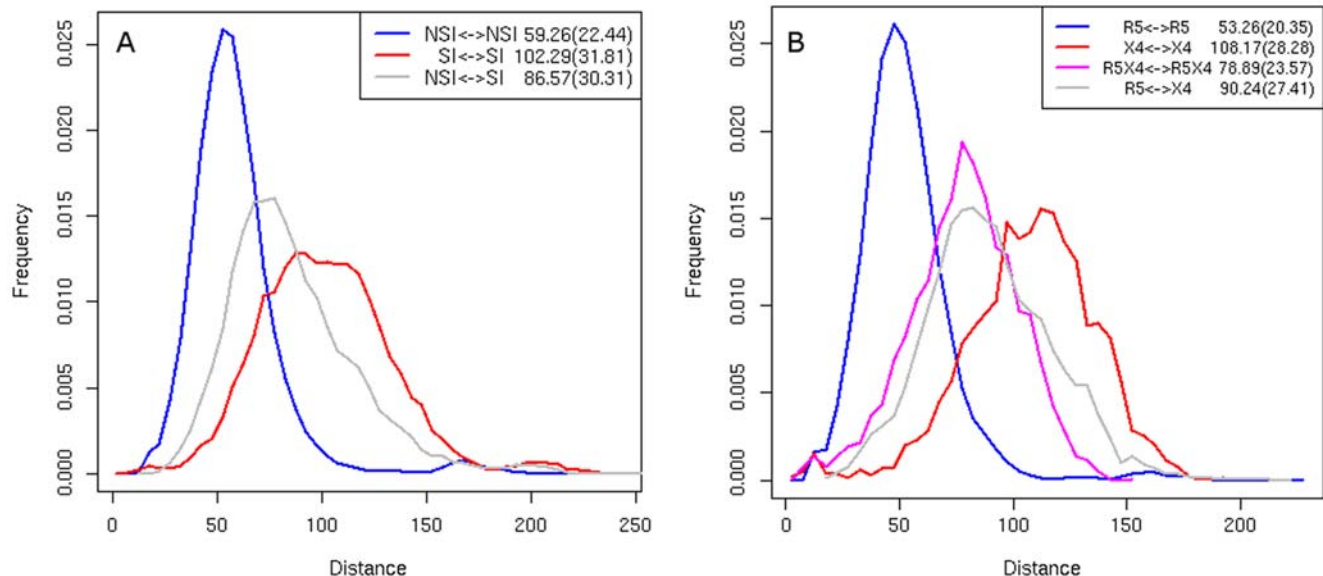 A
NSI<->NSI 59.26(22.44)
SI<->SI 102.29(31.81)
NSI<->SI 86.57(30.31)
Frequency
0.025
0.020
0.015
0.010
0.005
0.000
0 50 100 150 200 250
Distance
B
R5<->R5 53.26(20.35)
X4<->X4 108.17(28.28)
R5X4<->R5X4 78.89(23.57)
R5<->X4 90.24(27.41)
Frequency
0.025
0.020
0.015
0.010
0.005
0.000
0 50 100 150 200
Distance